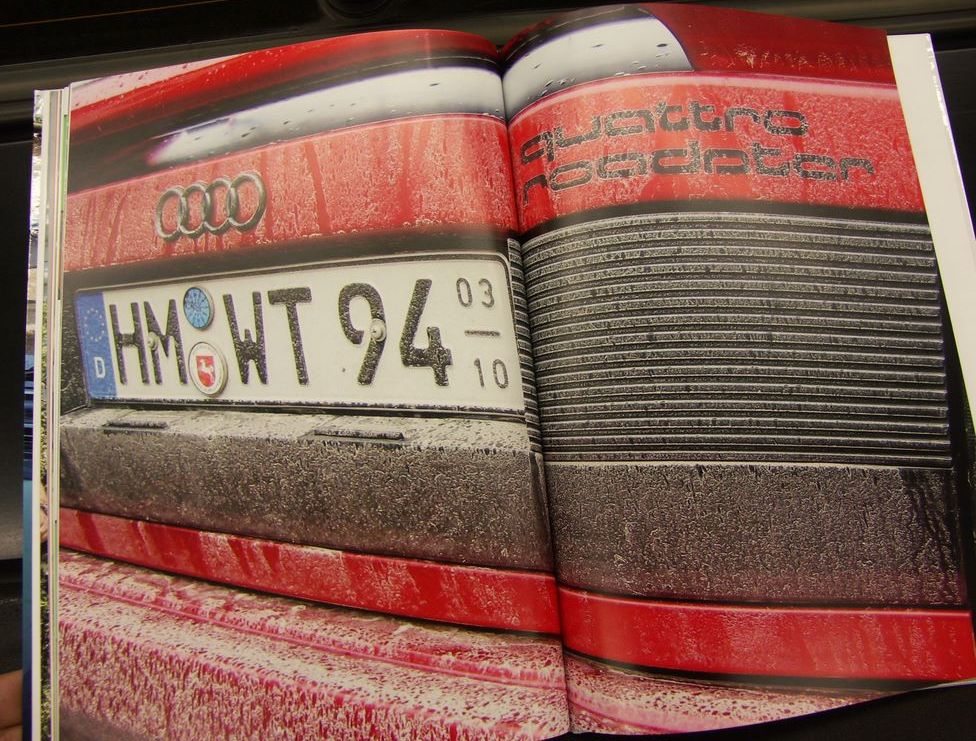 quattro
roadster
D
HM WT 94
03
10